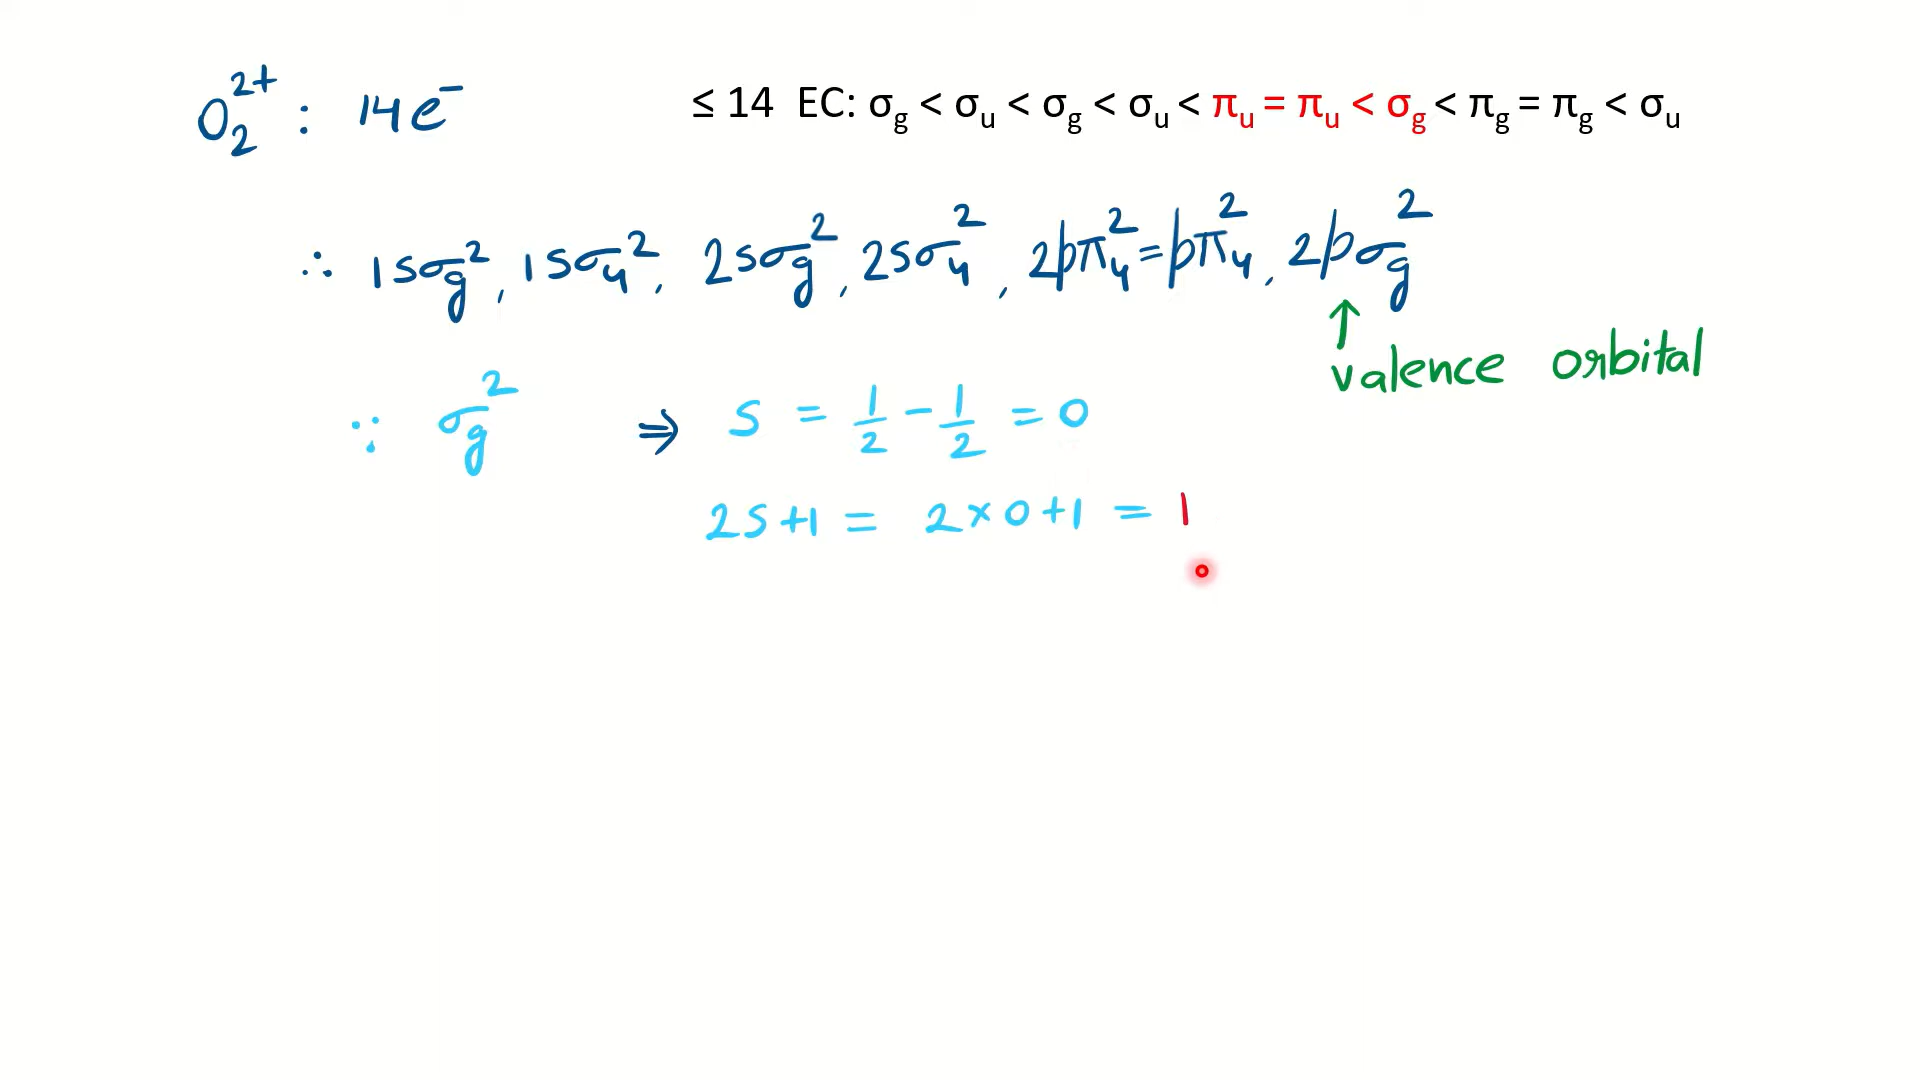 O₂²⁺ : 14e⁻ ≤ 14 EC: σg < σu < σg < σu < πu = πu < σg < πg = πg < σu
∴ 1sσg², 1sσu², 2sσg², 2sσu², 2pπu² = pπu², 2pσg²
↑
valence orbital
∵ σg² ⇒ S = 1/2 - 1/2 = 0
2S+1 = 2×0+1 = 1